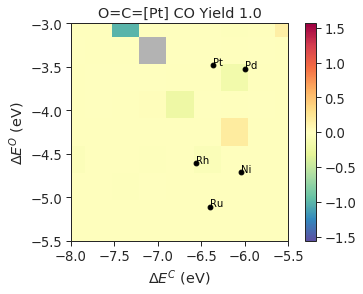 O=C=[Pt] CO Yield 1.0
−3.0
−3.5
−4.0
−4.5
−5.0
−5.5
ΔE^O (eV)
Pt
Pd
Rh
Ni
Ru
−8.0 −7.5 −7.0 −6.5 −6.0 −5.5
ΔE^C (eV)
1.5
1.0
0.5
0.0
−0.5
−1.0
−1.5